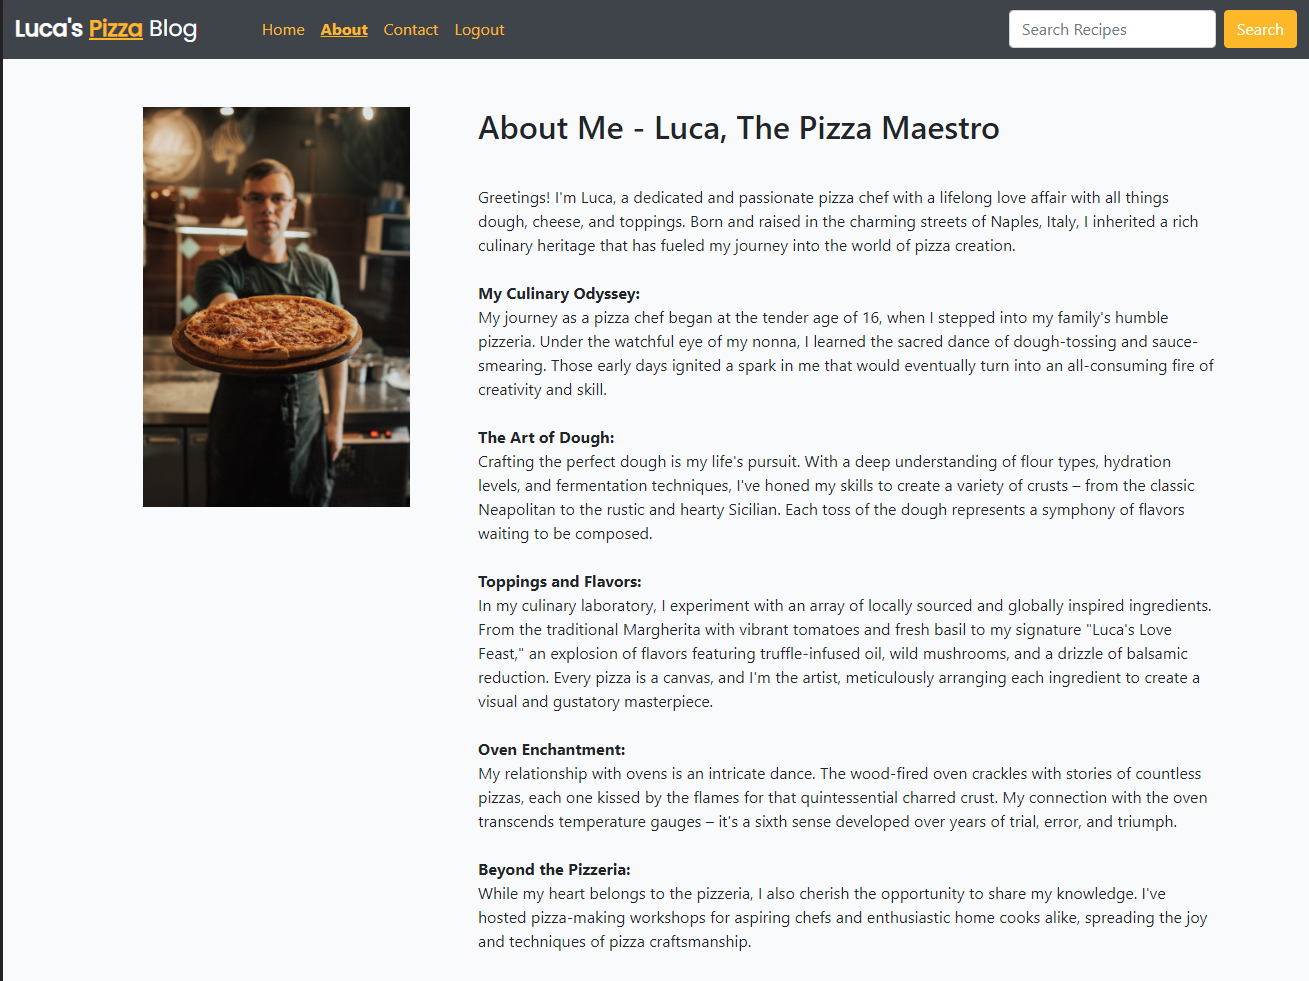 Luca's Pizza Blog
Home About Contact Logout
Search Recipes
Search
About Me - Luca, The Pizza Maestro
Greetings! I'm Luca, a dedicated and passionate pizza chef with a lifelong love affair with all things
dough, cheese, and toppings. Born and raised in the charming streets of Naples, Italy, I inherited a rich
culinary heritage that has fueled my journey into the world of pizza creation.
My Culinary Odyssey:
My journey as a pizza chef began at the tender age of 16, when I stepped into my family's humble
pizzeria. Under the watchful eye of my nonna, I learned the sacred dance of dough-tossing and sauce-
smearing. Those early days ignited a spark in me that would eventually turn into an all-consuming fire of
creativity and skill.
The Art of Dough:
Crafting the perfect dough is my life's pursuit. With a deep understanding of flour types, hydration
levels, and fermentation techniques, I've honed my skills to create a variety of crusts – from the classic
Neapolitan to the rustic and hearty Sicilian. Each toss of the dough represents a symphony of flavors
waiting to be composed.
Toppings and Flavors:
In my culinary laboratory, I experiment with an array of locally sourced and globally inspired ingredients.
From the traditional Margherita with vibrant tomatoes and fresh basil to my signature "Luca's Love
Feast," an explosion of flavors featuring truffle-infused oil, wild mushrooms, and a drizzle of balsamic
reduction. Every pizza is a canvas, and I'm the artist, meticulously arranging each ingredient to create a
visual and gustatory masterpiece.
Oven Enchantment:
My relationship with ovens is an intricate dance. The wood-fired oven crackles with stories of countless
pizzas, each one kissed by the flames for that quintessential charred crust. My connection with the oven
transcends temperature gauges – it's a sixth sense developed over years of trial, error, and triumph.
Beyond the Pizzeria:
While my heart belongs to the pizzeria, I also cherish the opportunity to share my knowledge. I've
hosted pizza-making workshops for aspiring chefs and enthusiastic home cooks alike, spreading the joy
and techniques of pizza craftsmanship.